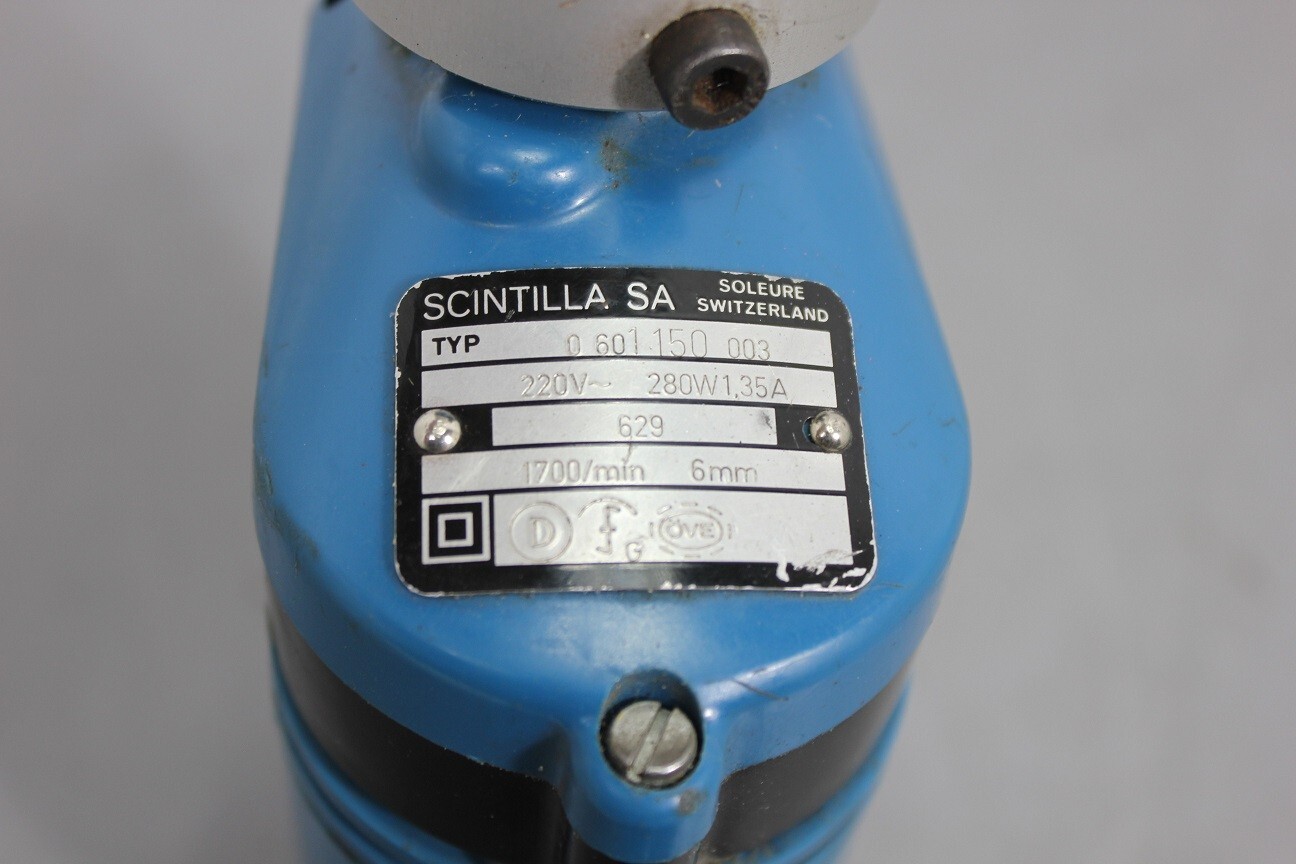 SCINTILLA SA SOLEURE SWITZERLAND
TYP 0 601 150 003
220V~ 280W 1,35A
629
1700/min 6mm
D G ÖVE